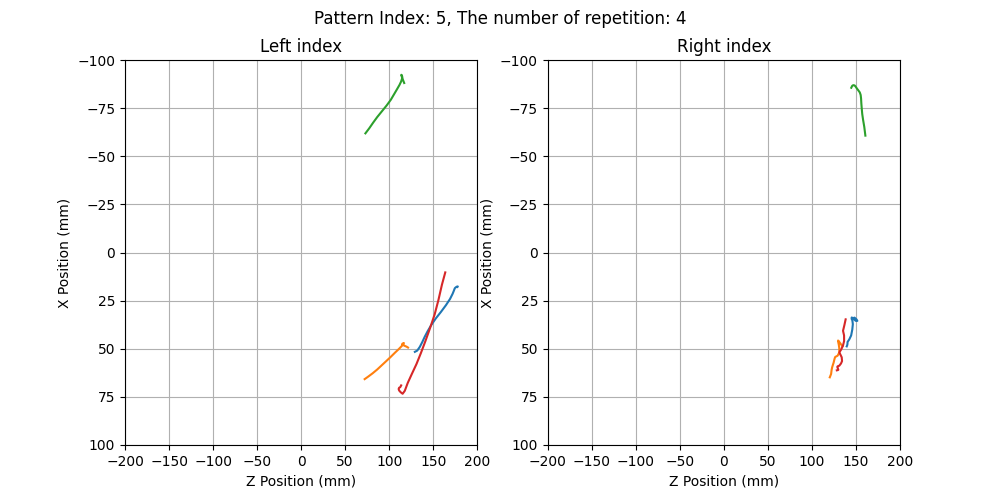 Pattern Index: 5, The number of repetition: 4
Left index
Right index
−100
−75
−50
−25
0
25
50
75
100
X Position (mm)
−200 −150 −100 −50 0 50 100 150 200
Z Position (mm)
−100
−75
−50
−25
0
25
50
75
100
X Position (mm)
−200 −150 −100 −50 0 50 100 150 200
Z Position (mm)